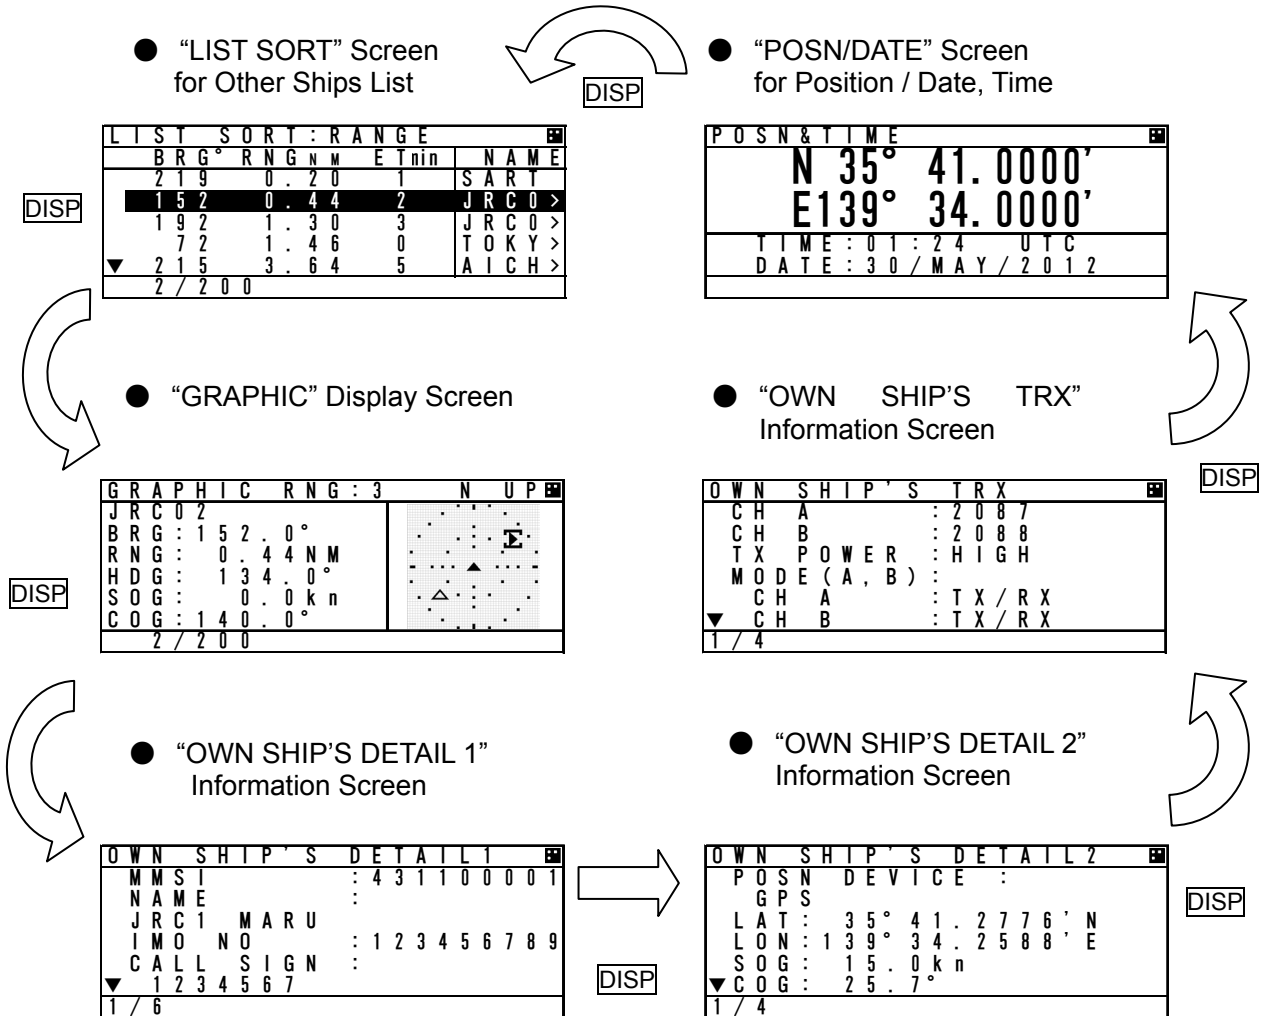 ● “LIST SORT” Screen
for Other Ships List
DISP
● “POSN/DATE” Screen
for Position / Date, Time
LIST SORT:RANGE
BRG° RNG NM ETmin NAME
219 0.20 1 SART
152 0.44 2 JRC0>
192 1.30 3 JRC0>
72 1.46 0 TOKY>
▼ 215 3.64 5 AICH>
2/200
DISP
POSN&TIME
N 35° 41.0000’
E139° 34.0000’
TIME:01:24 UTC
DATE:30/MAY/2012
● “GRAPHIC” Display Screen
● “OWN SHIP’S TRX”
Information Screen
DISP
GRAPHIC RNG:3 N UP
JRC02
BRG:152.0°
RNG: 0.44NM
HDG: 134.0°
SOG: 0.0kn
COG:140.0°
2/200
DISP
OWN SHIP'S TRX
CH A :2087
CH B :2088
TX POWER :HIGH
MODE(A,B) :
CH A :TX/RX
▼ CH B :TX/RX
1/4
● “OWN SHIP’S DETAIL 1”
Information Screen
● “OWN SHIP’S DETAIL 2”
Information Screen
OWN SHIP'S DETAIL1
MMSI :431100001
NAME :
JRC1 MARU
IMO NO :123456789
CALL SIGN :
▼ 1234567
1/6
DISP
OWN SHIP'S DETAIL2
POSN DEVICE :
GPS
LAT: 35°41.2776'N
LON:139°34.2588'E
SOG: 15.0kn
▼COG: 25.7°
1/4
DISP